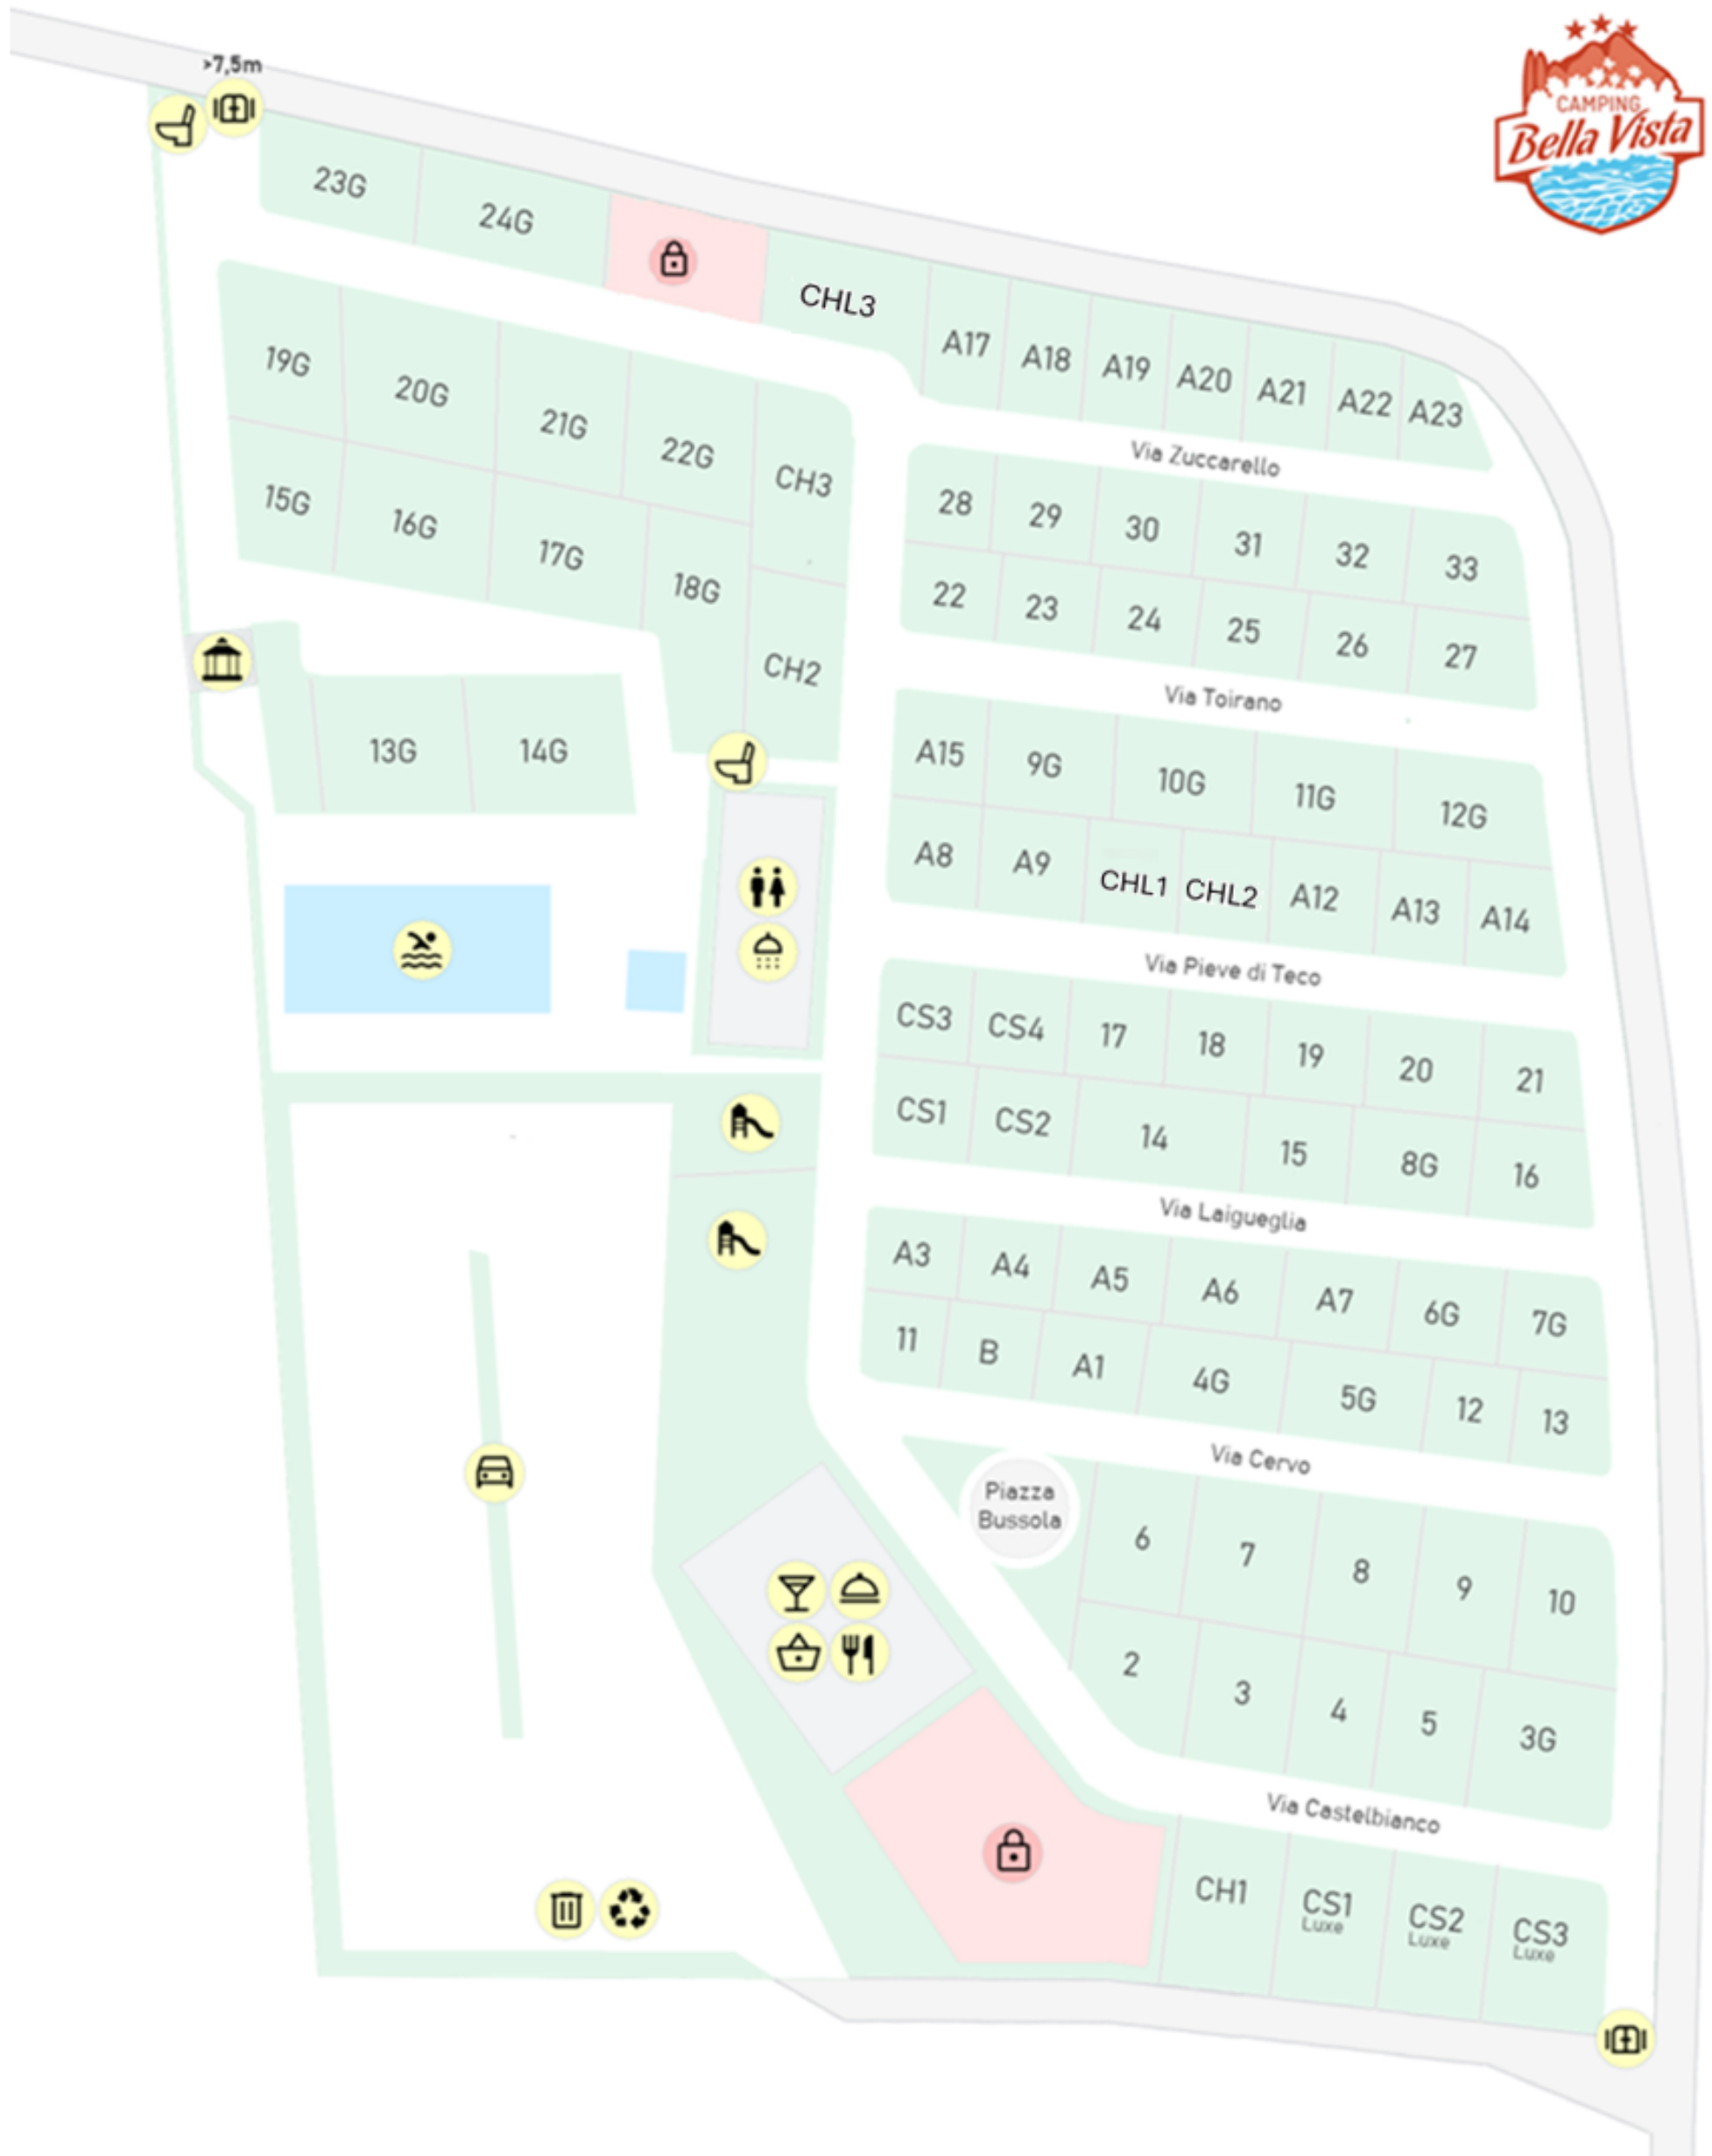 >7,5m
CAMPING
Bella Vista
23G
24G
CHL3
A17
A18
A19
A20
A21
A22
A23
Via Zuccarello
19G
20G
21G
22G
CH3
15G
16G
17G
18G
CH2
28
29
30
31
32
33
22
23
24
25
26
27
Via Toirano
13G
14G
A15
9G
10G
11G
12G
A8
A9
CHL1
CHL2
A12
A13
A14
Via Pieve di Teco
CS3
CS4
17
18
19
20
21
CS1
CS2
14
15
8G
16
Via Laigueglia
A3
A4
A5
A6
A7
6G
7G
11
B
A1
4G
5G
12
13
Via Cervo
Piazza
Bussola
6
7
8
9
10
2
3
4
5
3G
Via Castelbianco
CH1
CS1
Luxe
CS2
Luxe
CS3
Luxe